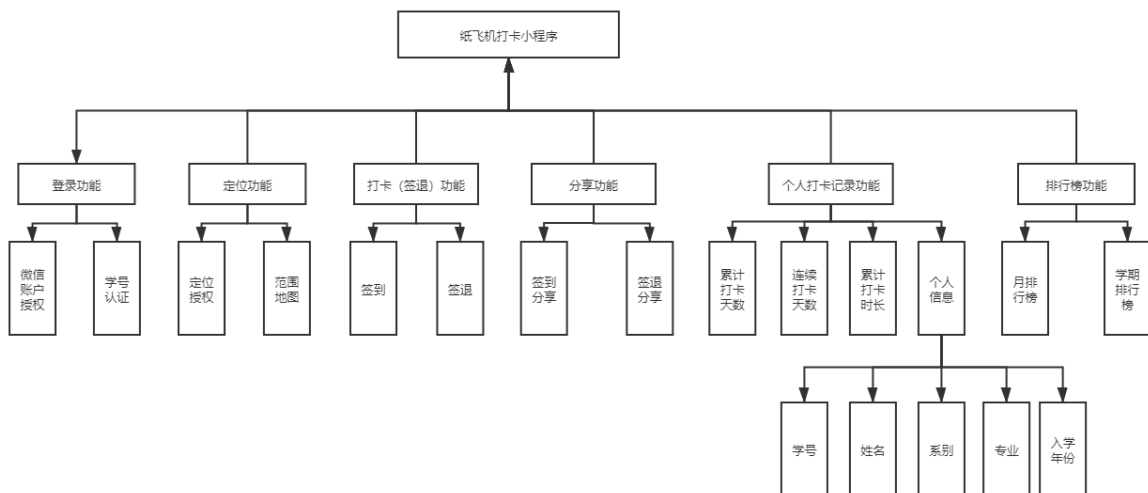 纸飞机打卡小程序
登录功能
定位功能
打卡（签退）功能
分享功能
个人打卡记录功能
排行榜功能
微信
账户
授权
学号
认证
定位
授权
范围
地图
签到
签退
签到
分享
签退
分享
累计
打卡
天数
连续
打卡
天数
累计
打卡
时长
个人
信息
月排
行榜
学期
排行
榜
学号
姓名
系别
专业
入学
年份